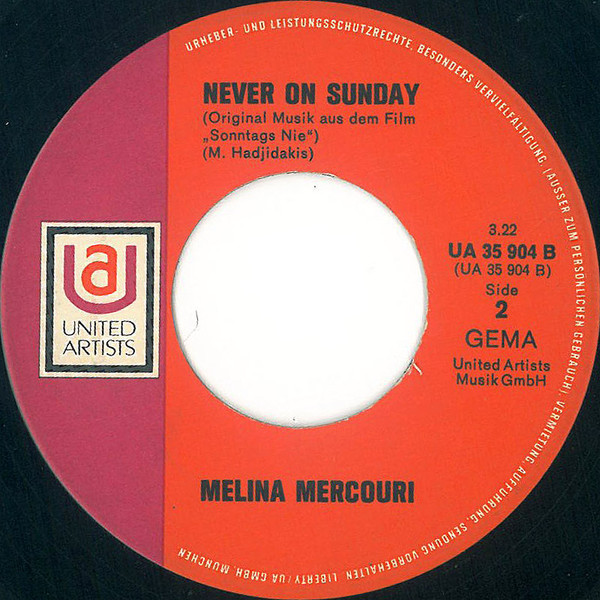 URHEBER- UND LEISTUNGSSCHUTZRECHTE, BESONDERS VERVIELFÄLTIGUNG, (AUSSER ZUM PERSÖNLICHEN GEBRAUCH), VERMIETUNG, AUFFÜHRUNG, SENDUNG VORBEHALTEN. LIBERTY/UA GMBH, MÜNCHEN
NEVER ON SUNDAY
(Original Musik aus dem Film
„Sonntags Nie“)
(M. Hadjidakis)
3.22
UA 35 904 B
(UA 35 904 B)
Side
2
GEMA
United Artists
Musik GmbH
ua
UNITED
ARTISTS
MELINA MERCOURI